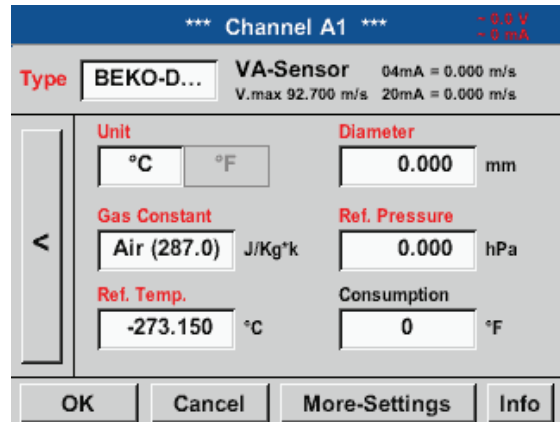 *** Channel A1 ***
~ 0.0 V
~ 0 mA
Type BEKO-D... VA-Sensor 04mA = 0.000 m/s
V.max 92.700 m/s 20mA = 0.000 m/s
Unit Diameter
°C °F 0.000 mm
Gas Constant Ref. Pressure
< Air (287.0) J/Kg*k 0.000 hPa
Ref. Temp. Consumption
-273.150 °C 0 °F
OK Cancel More-Settings Info